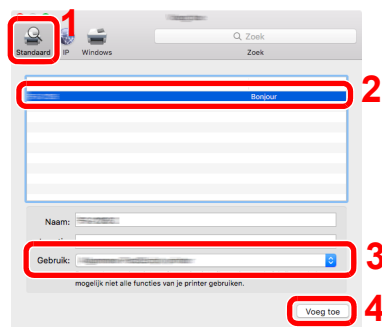 1
Zoek
Standaard IP Windows Zoek
Bonjour
2
Naam:
Gebruik:
3
mogelijk niet alle functies van je printer gebruiken.
Voeg toe
4